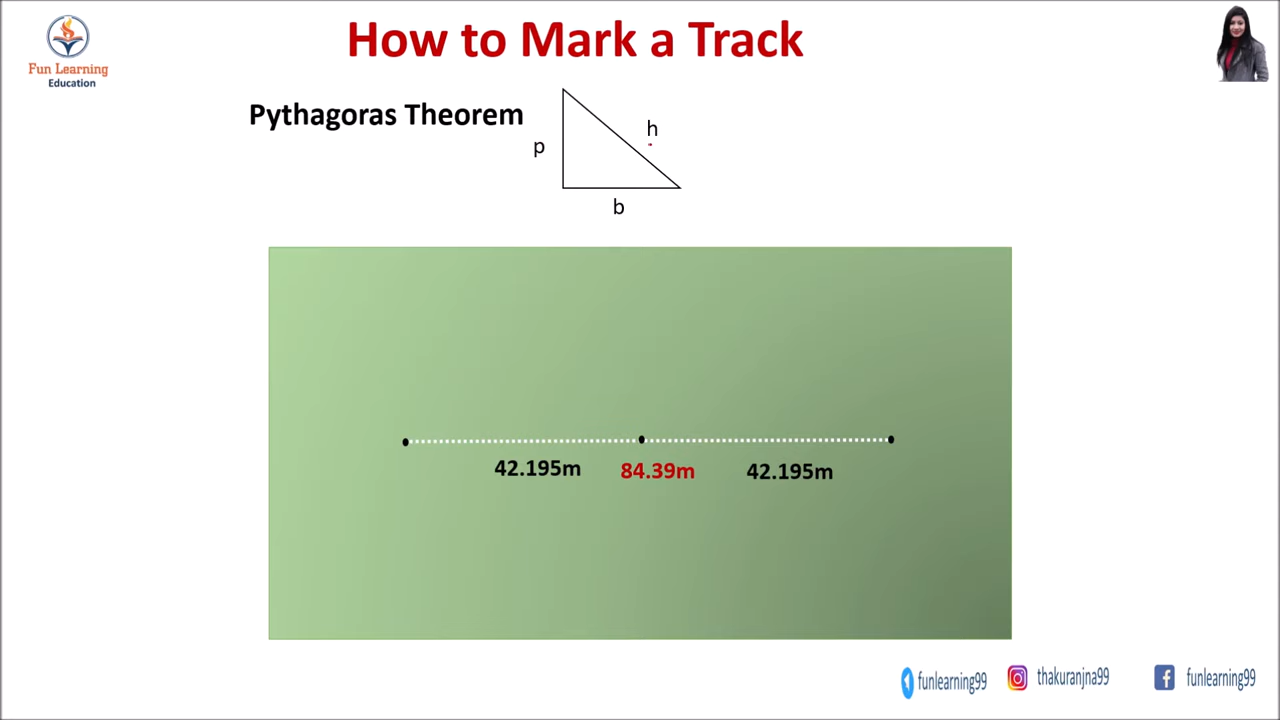 How to Mark a Track
Fun Learning
Education
Pythagoras Theorem
h
p
b
42.195m 84.39m 42.195m
funlearning99 thakuranjna99 funlearning99